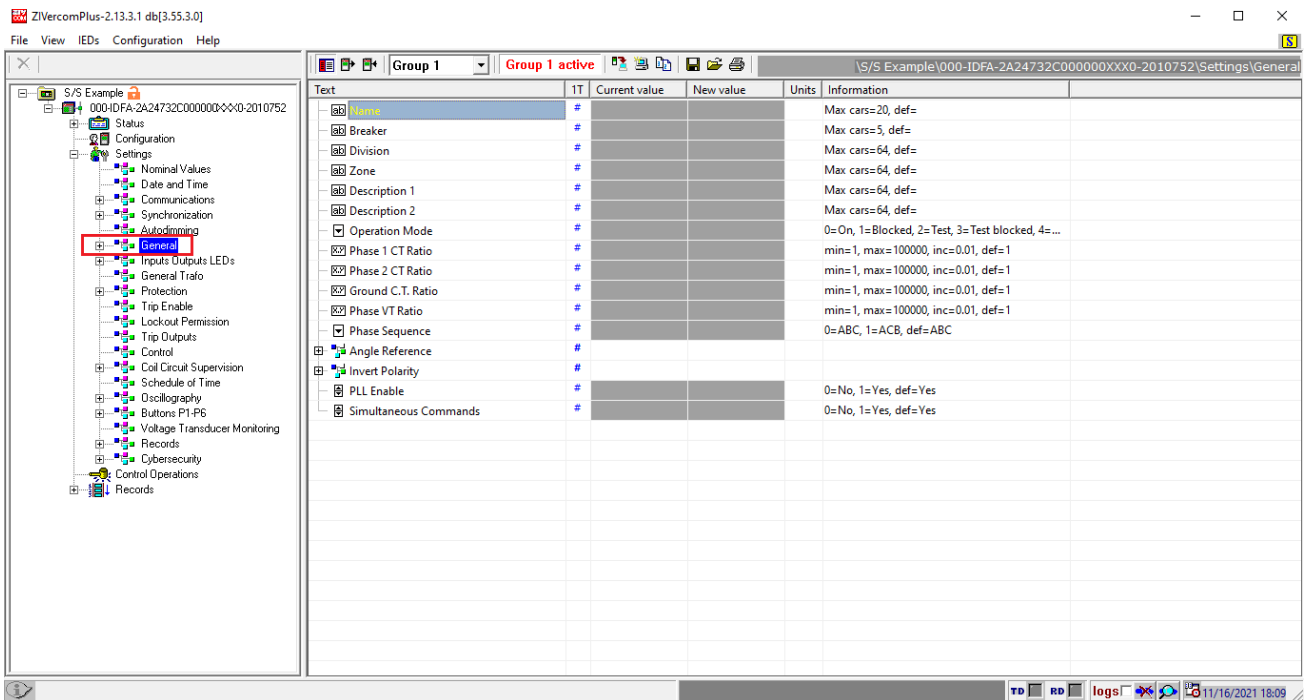 ZIVercomPlus-2.13.3.1 db[3.55.3.0]
File View IEDs Configuration Help
S
Group 1 Group 1 active \S/S Example\000-IDFA-2A24732C000000XXX0-2010752\Settings\General
S/S Example
000-IDFA-2A24732C000000XXX0-2010752
Status
Configuration
Settings
Nominal Values
Date and Time
Communications
Synchronization
Autodimming
General
Inputs Outputs LEDs
General Trafo
Protection
Trip Enable
Lockout Permission
Trip Outputs
Control
Coil Circuit Supervision
Schedule of Time
Oscillography
Buttons P1-P6
Voltage Transducer Monitoring
Records
Cybersecurity
Control Operations
Records
Text 1T Current value New value Units Information
ab Name # Max cars=20, def=
ab Breaker # Max cars=5, def=
ab Division # Max cars=64, def=
ab Zone # Max cars=64, def=
ab Description 1 # Max cars=64, def=
ab Description 2 # Max cars=64, def=
Operation Mode # 0=On, 1=Blocked, 2=Test, 3=Test blocked, 4=...
X.Y Phase 1 CT Ratio # min=1, max=100000, inc=0.01, def=1
X.Y Phase 2 CT Ratio # min=1, max=100000, inc=0.01, def=1
X.Y Ground C.T. Ratio # min=1, max=100000, inc=0.01, def=1
X.Y Phase VT Ratio # min=1, max=100000, inc=0.01, def=1
Phase Sequence # 0=ABC, 1=ACB, def=ABC
Angle Reference #
Invert Polarity #
PLL Enable # 0=No, 1=Yes, def=Yes
Simultaneous Commands # 0=No, 1=Yes, def=Yes
TD RD logs 11/16/2021 18:09